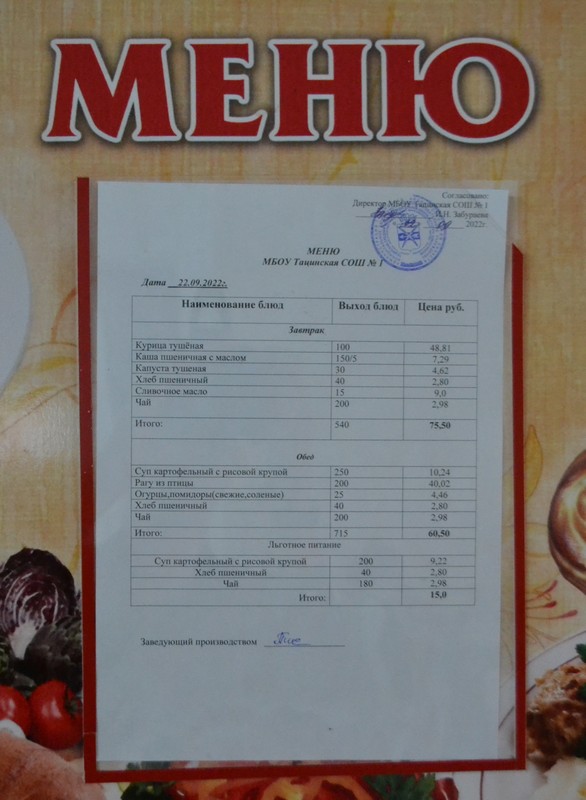 МЕНЮ
Согласовано:
Директор МБОУ Тацинская СОШ № 1
И.Н. Забураева
2022г.
МЕНЮ
МБОУ Тацинская СОШ № 1
Дата 22.09.2022г.
Наименование блюд Выход блюд Цена руб.
Завтрак
Курица тушёная 100 48,81
Каша пшеничная с маслом 150/5 7,29
Капуста тушеная 30 4,62
Хлеб пшеничный 40 2,80
Сливочное масло 15 9,0
Чай 200 2,98
Итого: 540 75,50
Обед
Суп картофельный с рисовой крупой 250 10,24
Рагу из птицы 200 40,02
Огурцы,помидоры(свежие,соленые) 25 4,46
Хлеб пшеничный 40 2,80
Чай 200 2,98
Итого: 715 60,50
Льготное питание
Суп картофельный с рисовой крупой 200 9,22
Хлеб пшеничный 40 2,80
Чай 180 2,98
Итого: 15,0
Заведующий производством